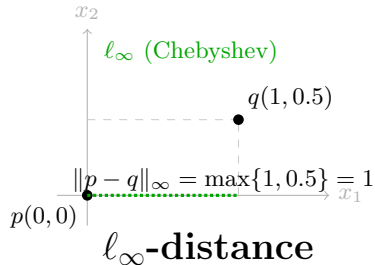 x₂
ℓ∞ (Chebyshev)
q(1, 0.5)
‖p − q‖∞ = max{1, 0.5} = 1
x₁
p(0, 0)
ℓ∞-distance